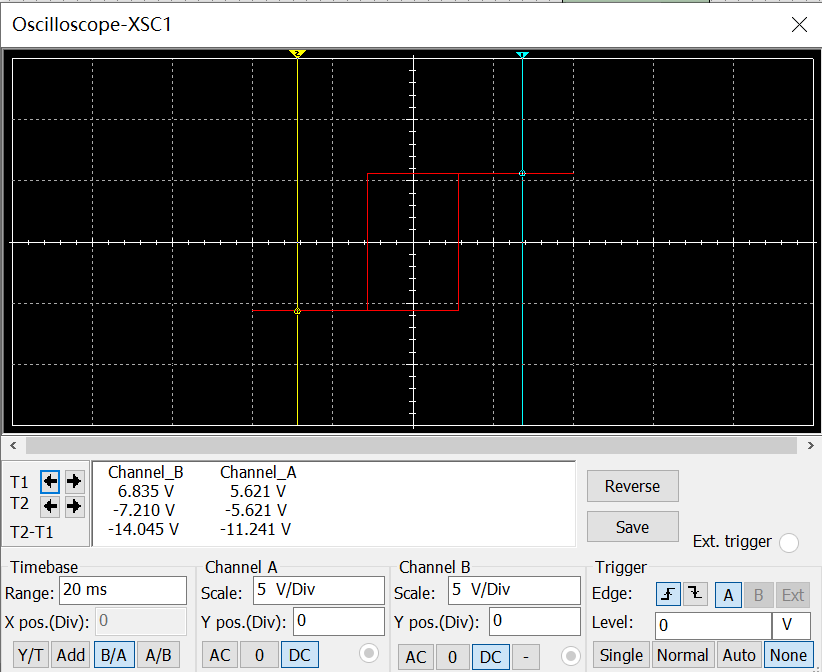 Oscilloscope-XSC1
2
1
T1
T2
T2-T1
Channel_B Channel_A
6.835 V 5.621 V
-7.210 V -5.621 V
-14.045 V -11.241 V
Reverse
Save
Ext. trigger
Timebase
Range: 20 ms
X pos.(Div): 0
Y/T Add B/A A/B
Channel A
Scale: 5 V/Div
Y pos.(Div): 0
AC 0 DC
Channel B
Scale: 5 V/Div
Y pos.(Div): 0
AC 0 DC -
Trigger
Edge: A B Ext
Level: 0 V
Single Normal Auto None